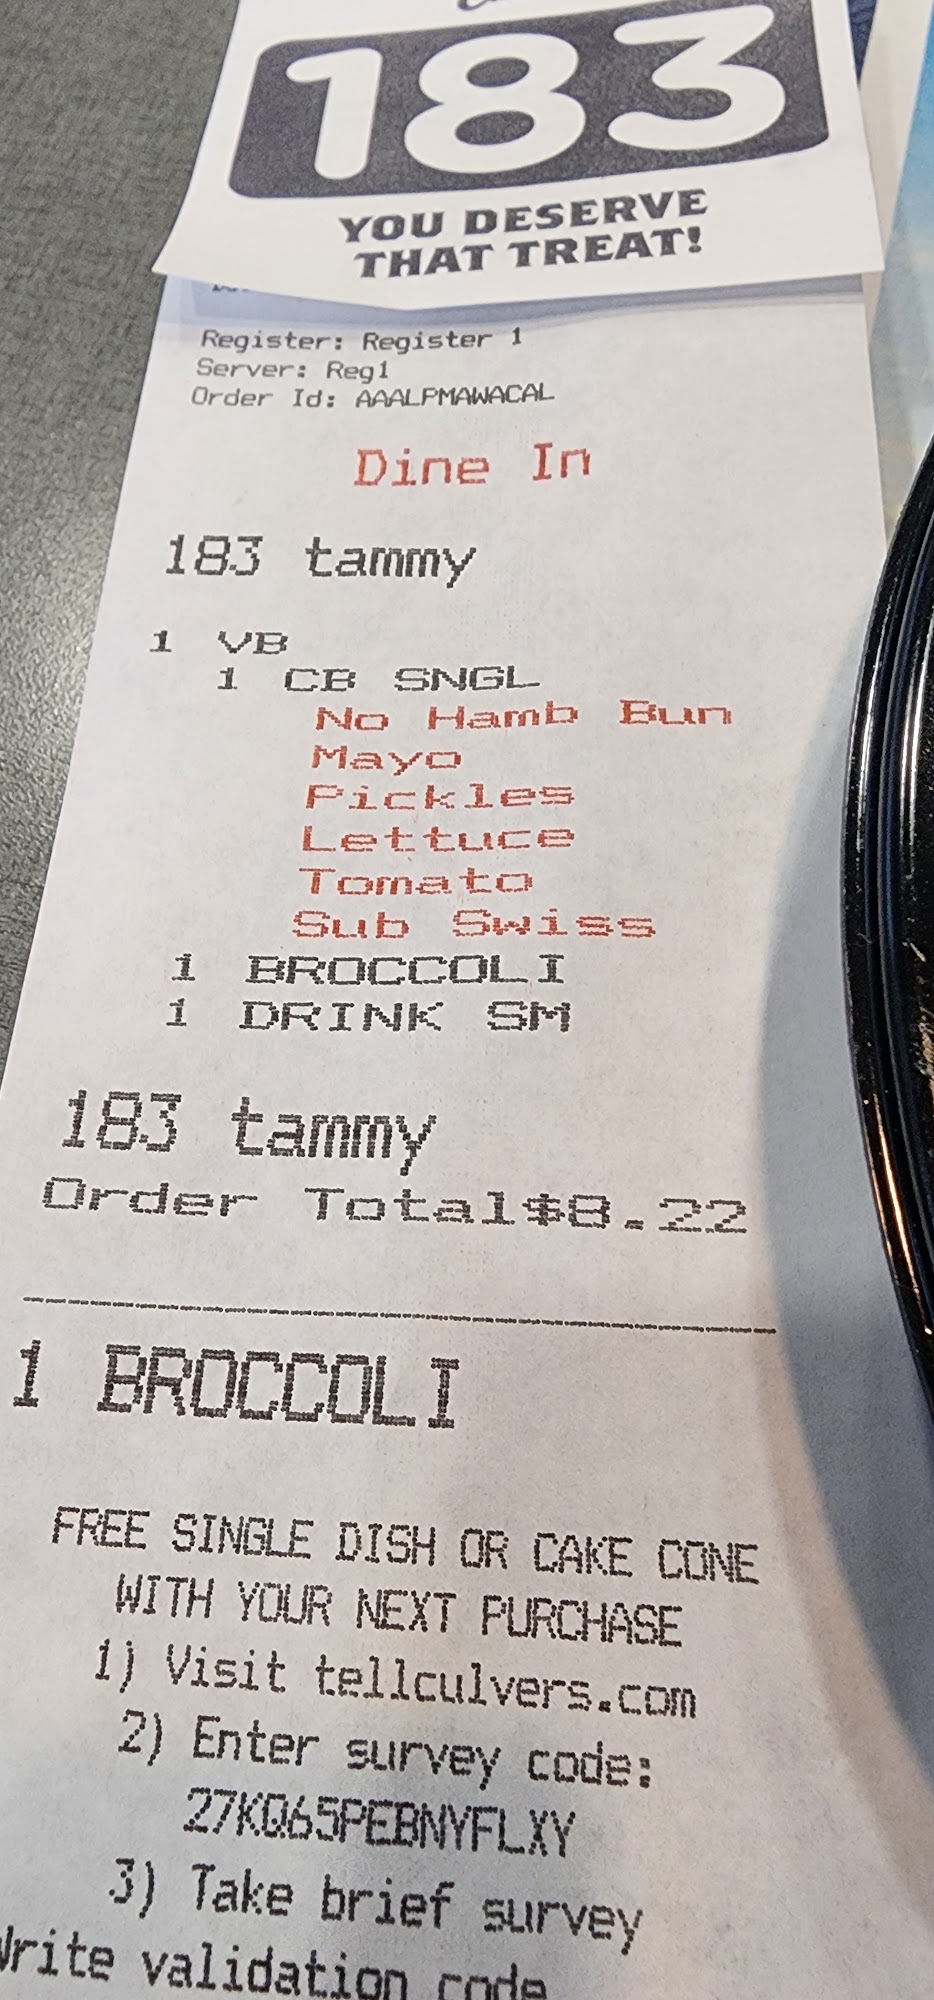 183
YOU DESERVE
THAT TREAT!
Register: Register 1
Server: Reg1
Order Id: AAALPMAWACAL
Dine In
183 tammy
1 VB
1 CB SNGL
No Hamb Bun
Mayo
Pickles
Lettuce
Tomato
Sub Swiss
1 BROCCOLI
1 DRINK SM
183 tammy
Order Total$8.22
1 BROCCOLI
FREE SINGLE DISH OR CAKE CONE
WITH YOUR NEXT PURCHASE
1) Visit tellculvers.com
2) Enter survey code:
27KQ65PEBNYFLXY
3) Take brief survey
Write validation code